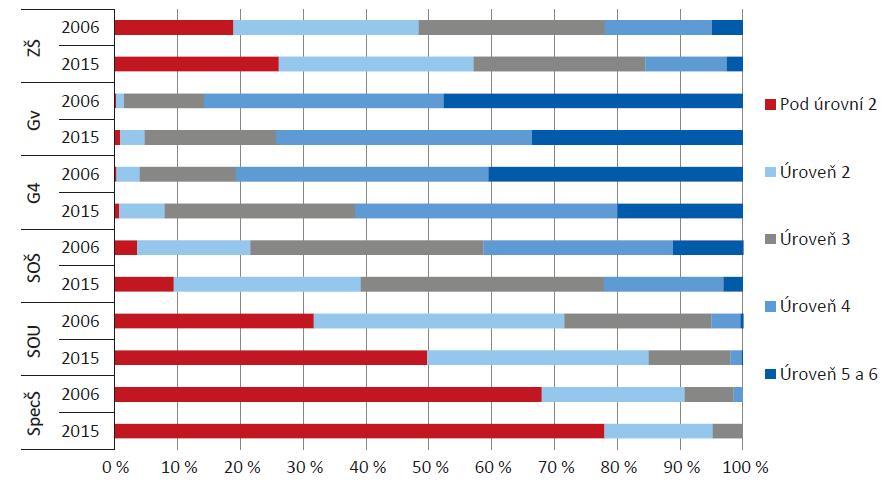 ZŠ
2006
2015
Gv
2006
2015
G4
2006
2015
SOŠ
2006
2015
SOU
2006
2015
SpecŠ
2006
2015
0 % 10 % 20 % 30 % 40 % 50 % 60 % 70 % 80 % 90 % 100 %
Pod úrovní 2
Úroveň 2
Úroveň 3
Úroveň 4
Úroveň 5 a 6